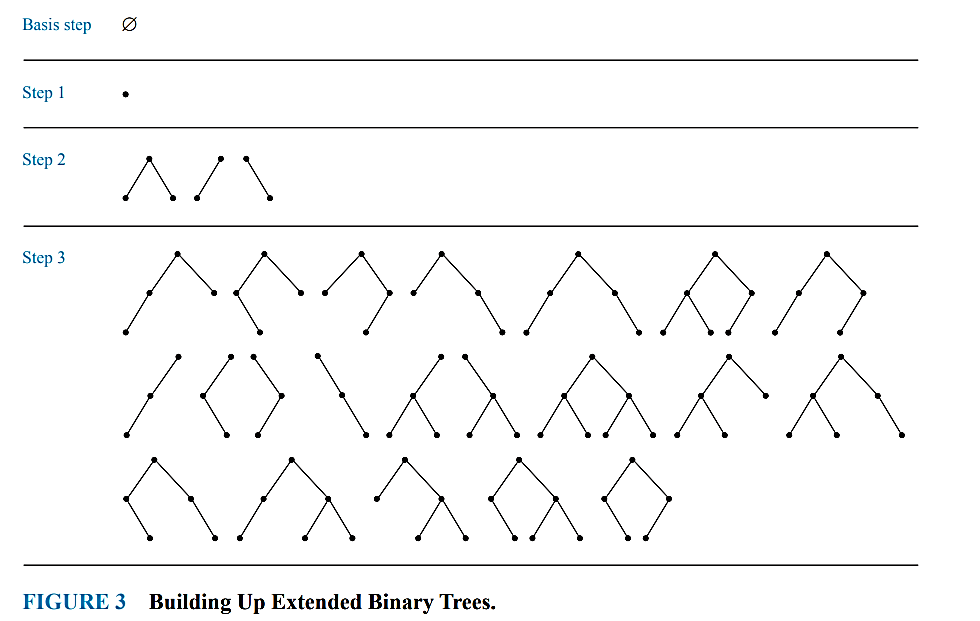 Basis step ∅
Step 1
Step 2
Step 3
FIGURE 3 Building Up Extended Binary Trees.